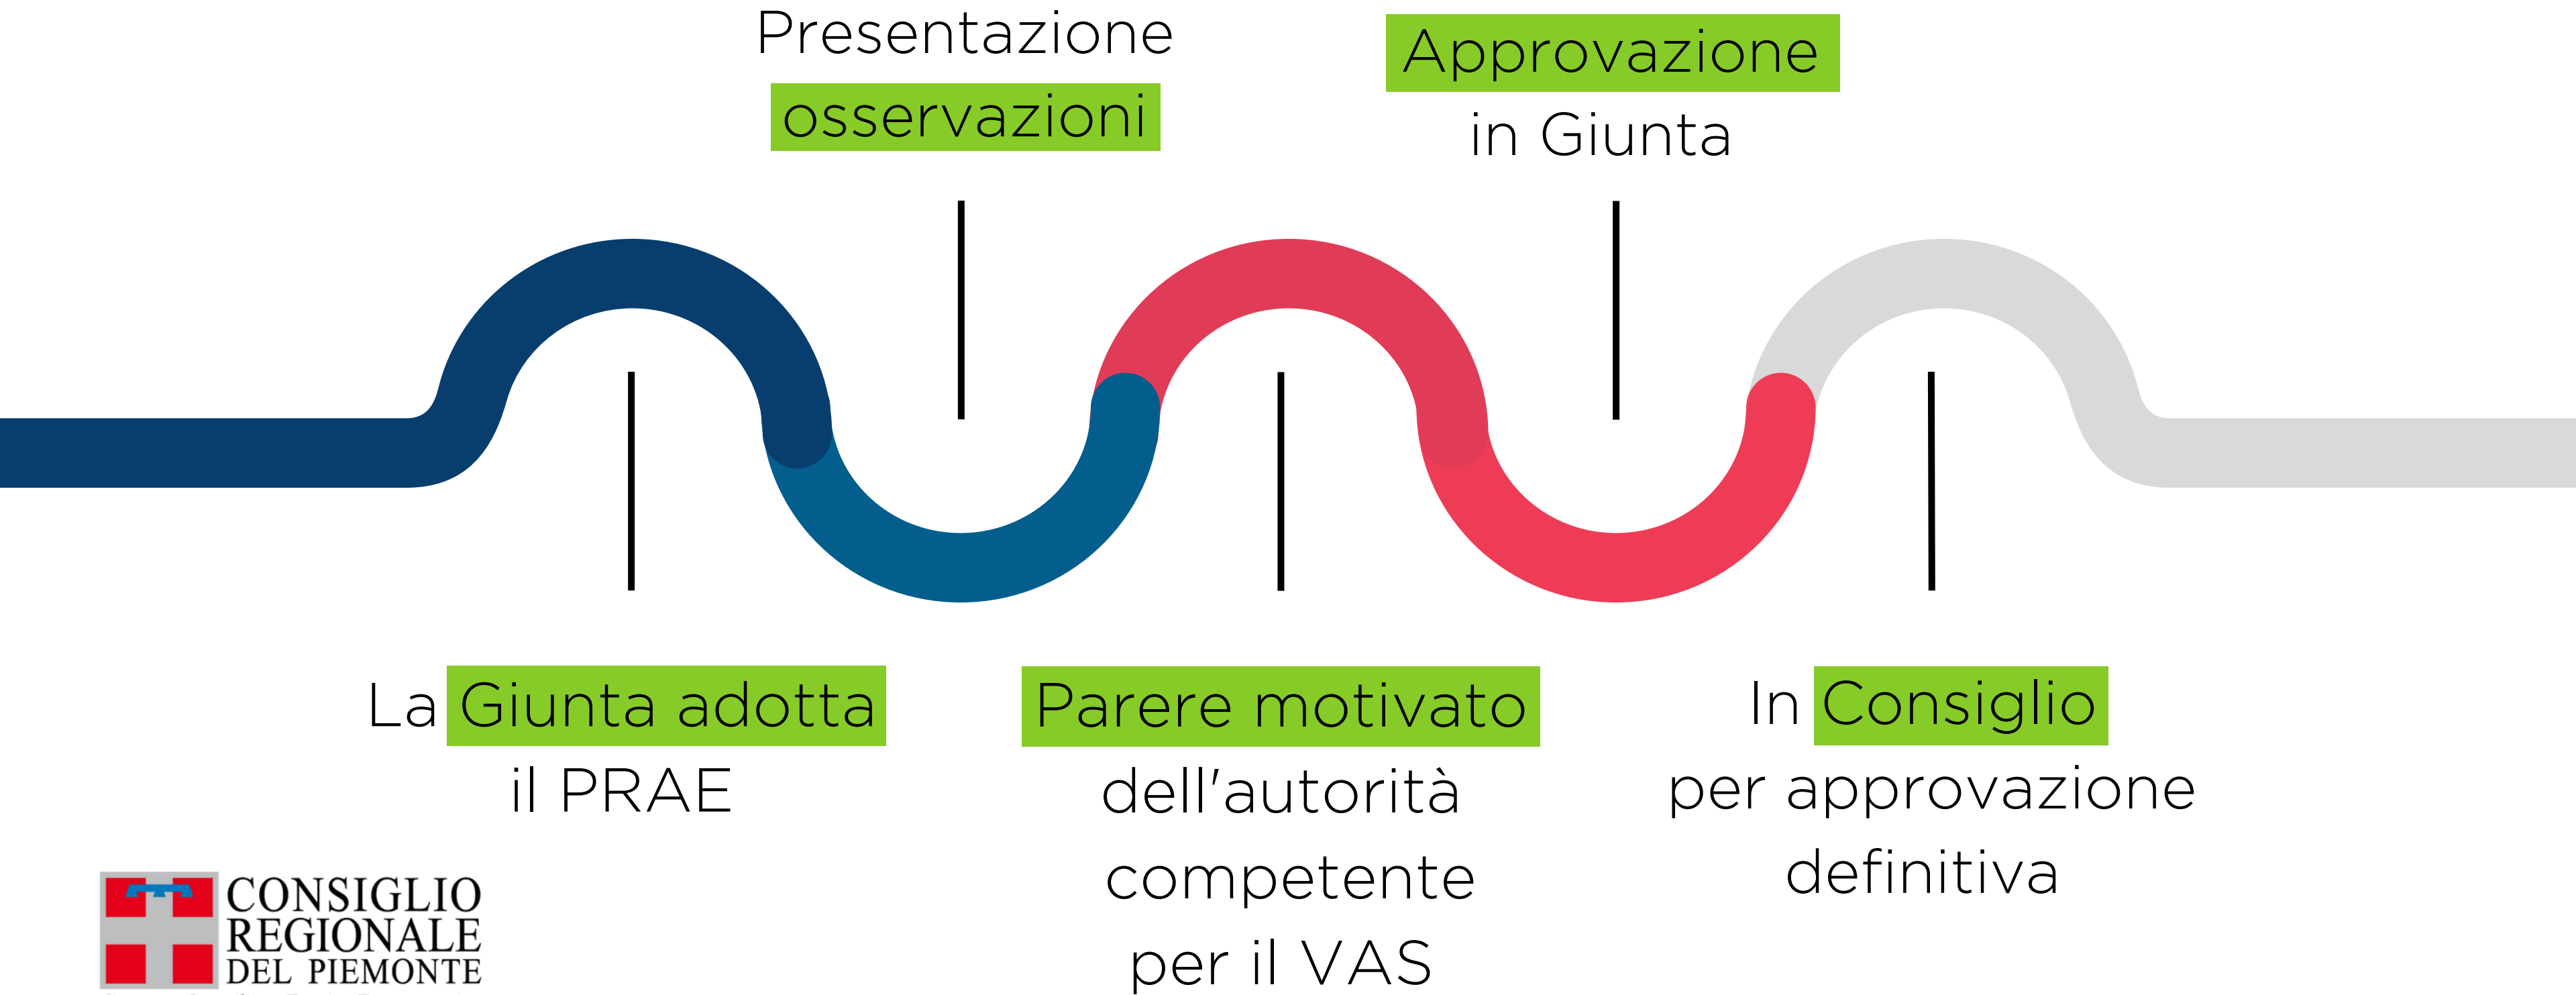 Presentazione
osservazioni
Approvazione
in Giunta
La Giunta adotta
il PRAE
Parere motivato
dell'autorità
competente
per il VAS
In Consiglio
per approvazione
definitiva
CONSIGLIO
REGIONALE
DEL PIEMONTE